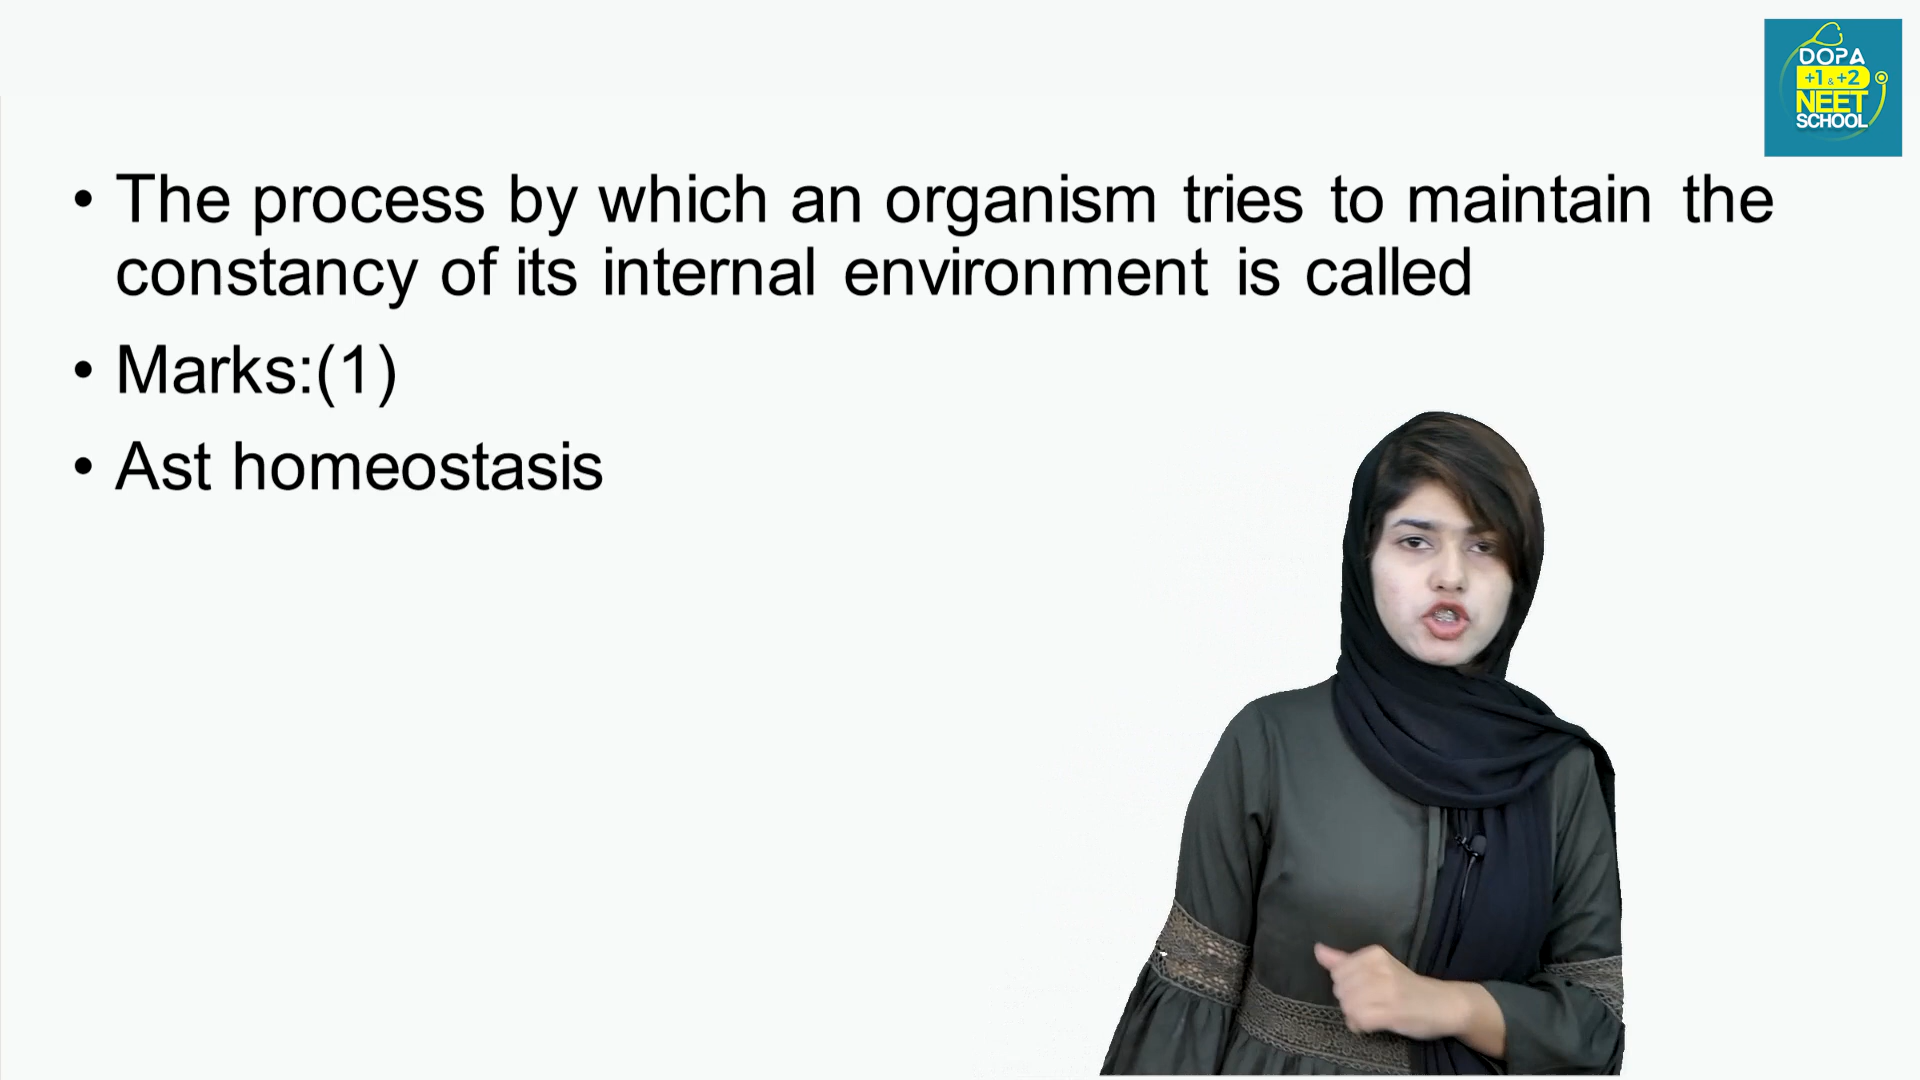 DOPA
+1 & +2
NEET
SCHOOL
• The process by which an organism tries to maintain the
constancy of its internal environment is called
• Marks:(1)
• Ast homeostasis